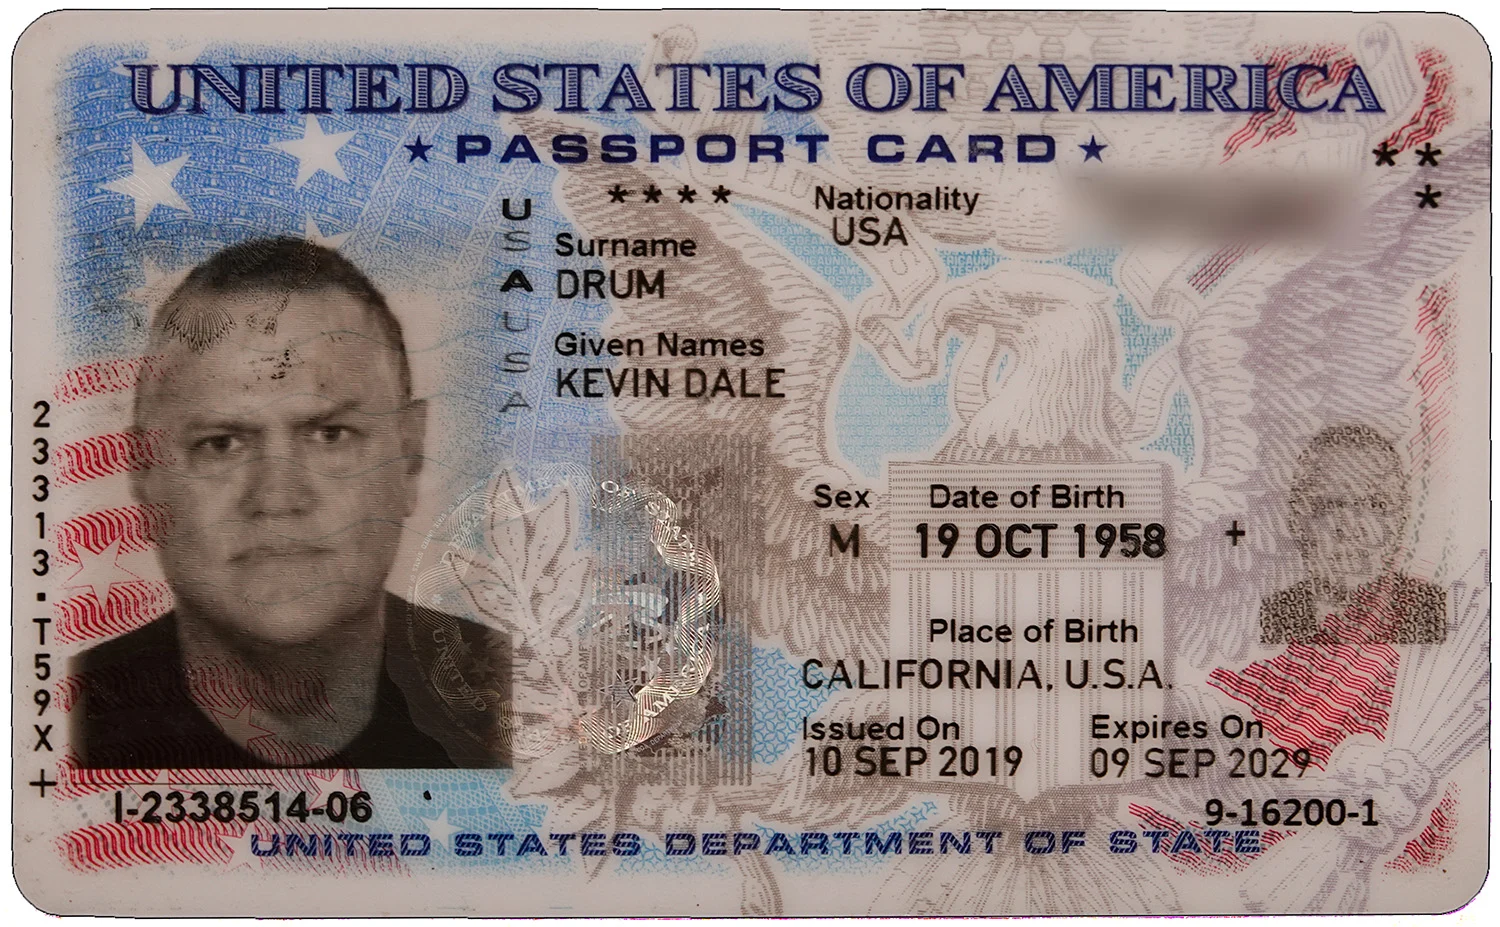 UNITED STATES OF AMERICA
★ PASSPORT CARD ★
USAUSA
**** Nationality
USA
Surname
DRUM
Given Names
KEVIN DALE
Sex
M
Date of Birth
19 OCT 1958
+
Place of Birth
CALIFORNIA, U.S.A.
Issued On
10 SEP 2019
Expires On
09 SEP 2029
23313·T59X+
I-2338514-06
9-16200-1
UNITED STATES DEPARTMENT OF STATE